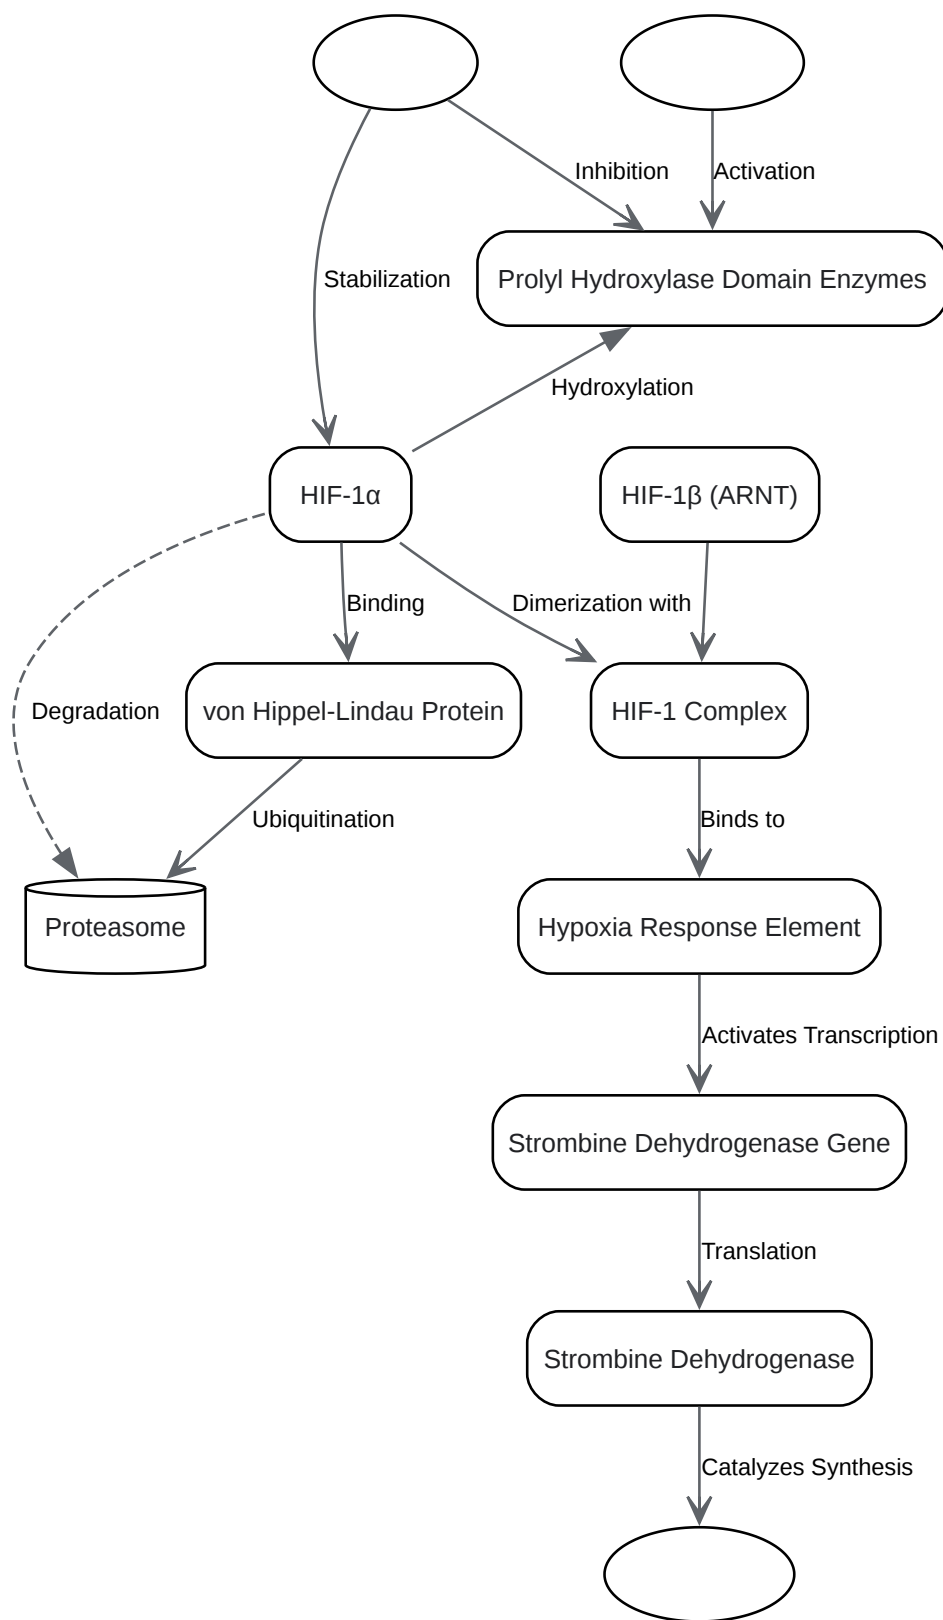 Inhibition
Activation
Stabilization
Prolyl Hydroxylase Domain Enzymes
Hydroxylation
HIF-1α
HIF-1β (ARNT)
Binding
Dimerization with
Degradation
von Hippel-Lindau Protein
HIF-1 Complex
Ubiquitination
Binds to
Proteasome
Hypoxia Response Element
Activates Transcription
Strombine Dehydrogenase Gene
Translation
Strombine Dehydrogenase
Catalyzes Synthesis